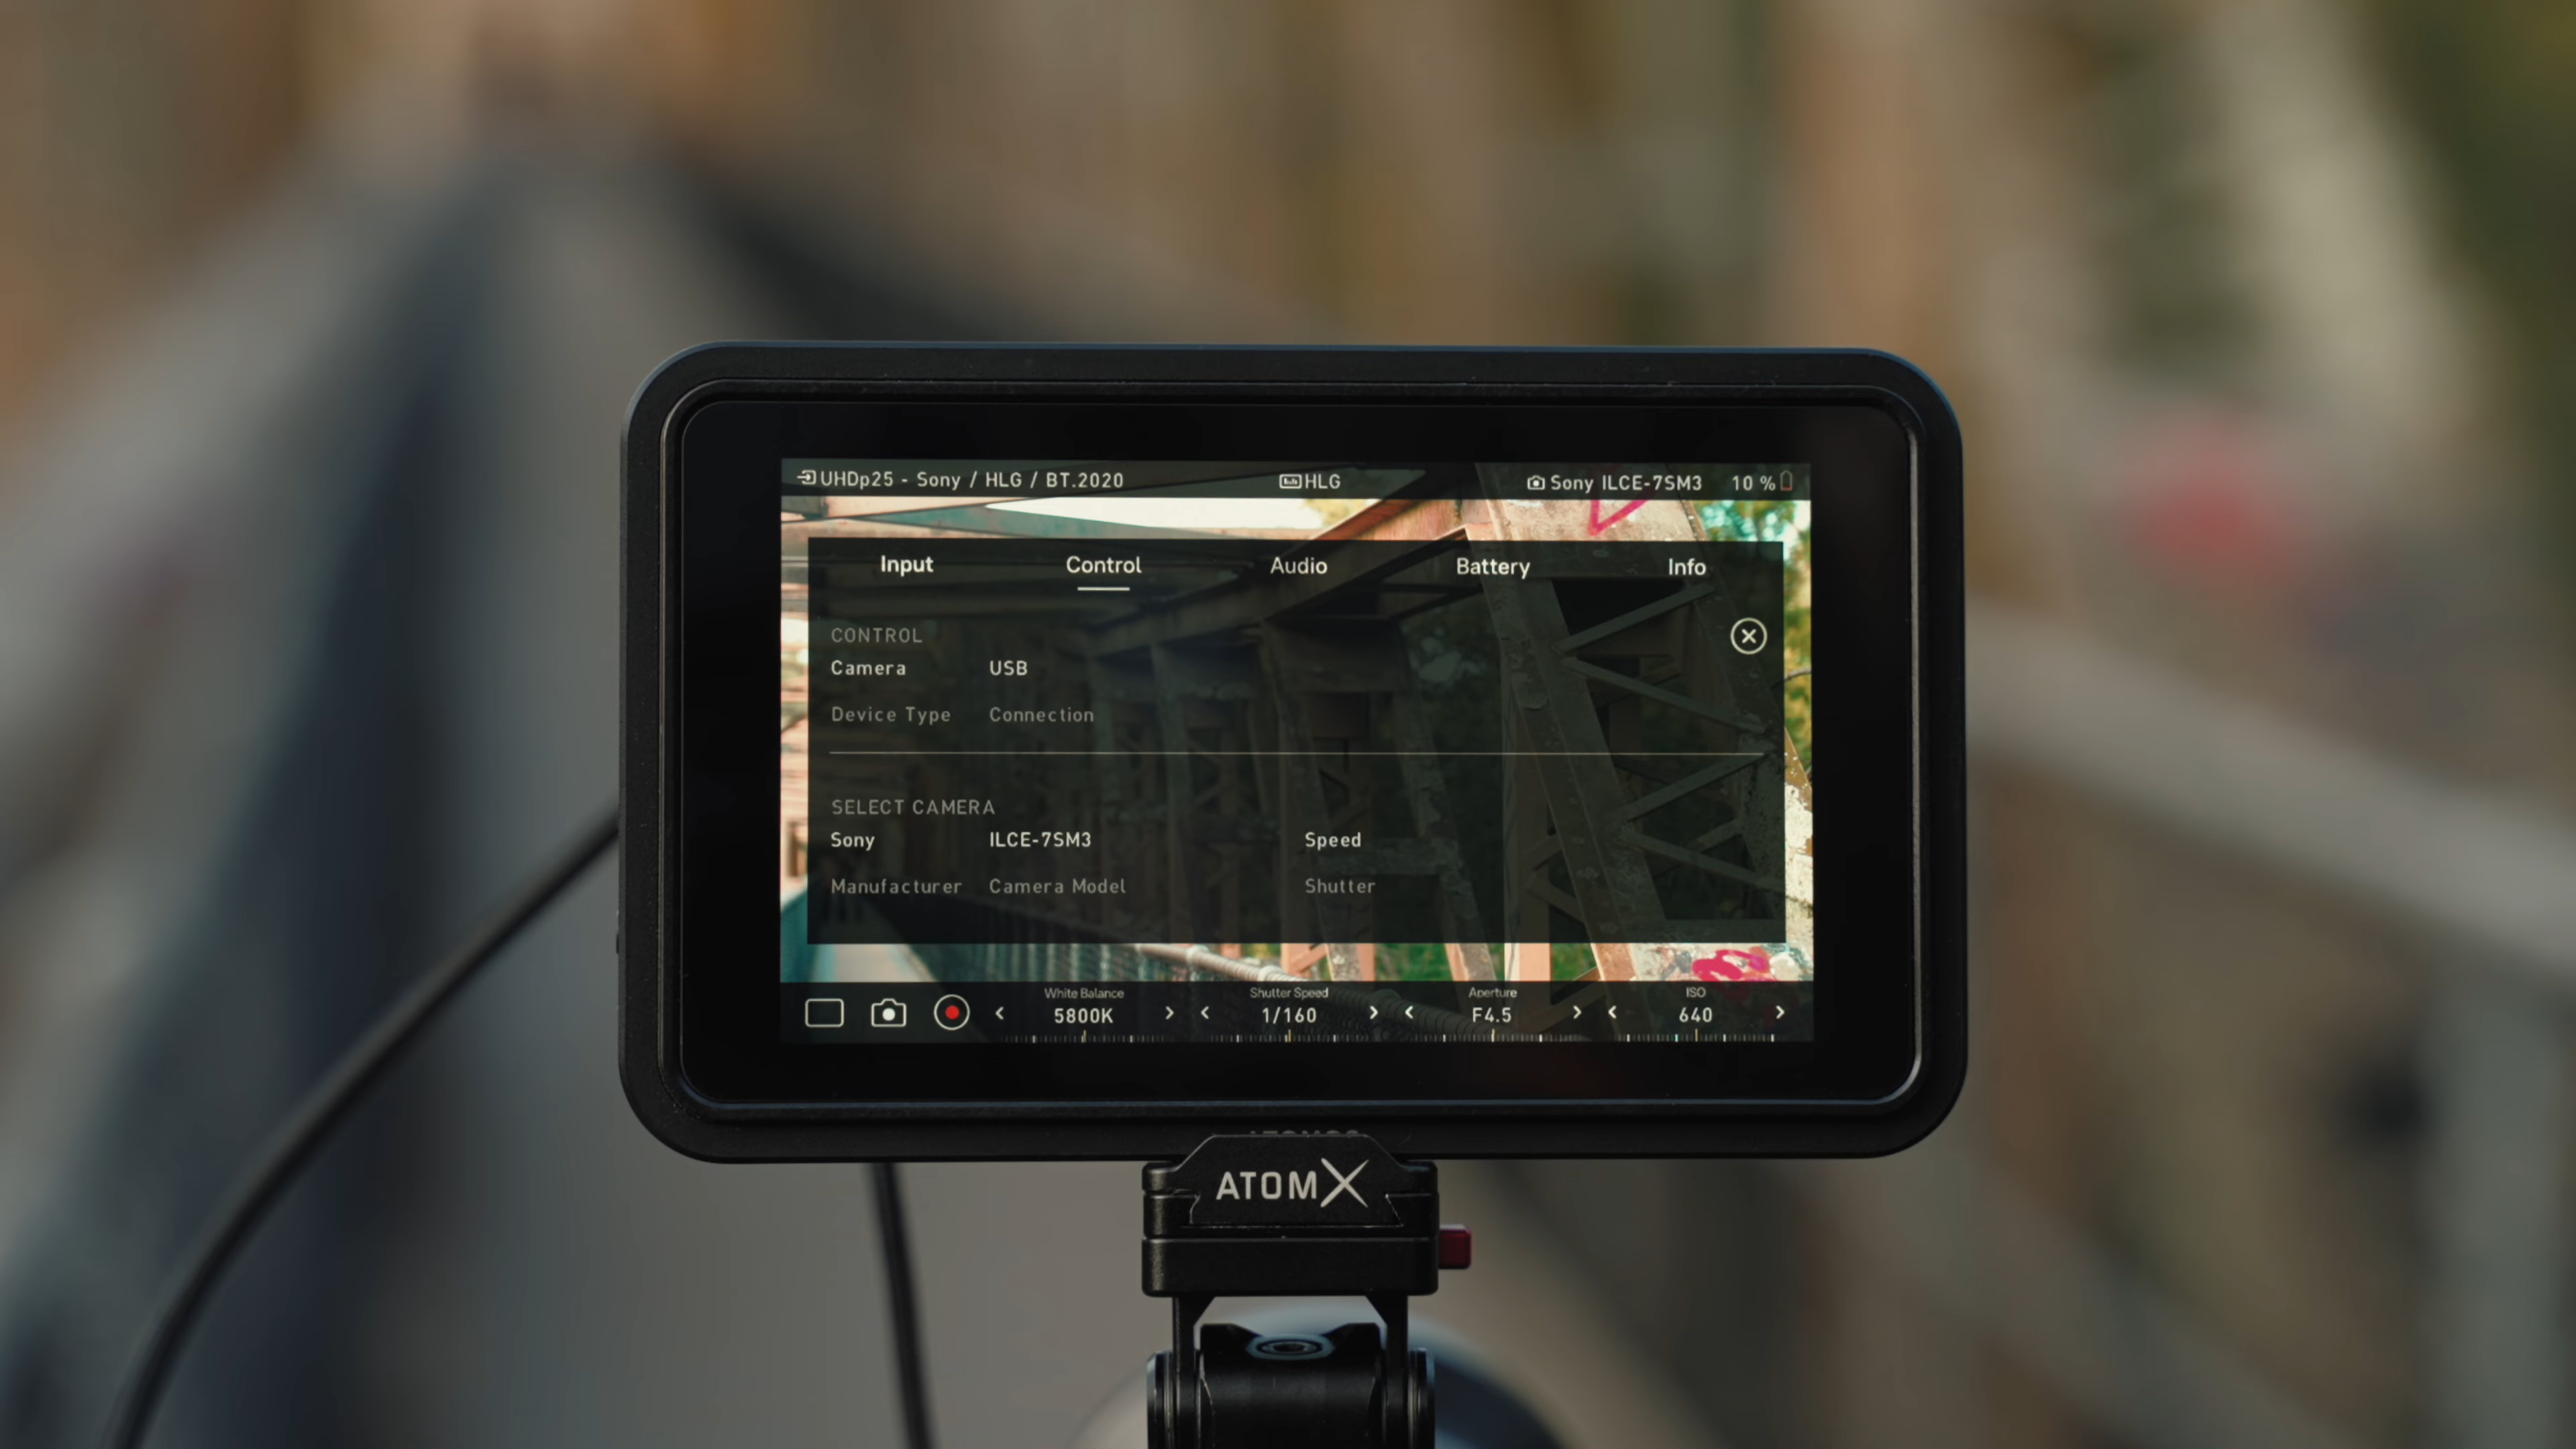 UHDp25 - Sony / HLG / BT.2020 HLG Sony ILCE-7SM3 10 %
Input Control Audio Battery Info
CONTROL
Camera USB
Device Type Connection
SELECT CAMERA
Sony ILCE-7SM3 Speed
Manufacturer Camera Model Shutter
White Balance Shutter Speed Aperture ISO
5800K 1/160 F4.5 640
ATOMOS
ATOMX